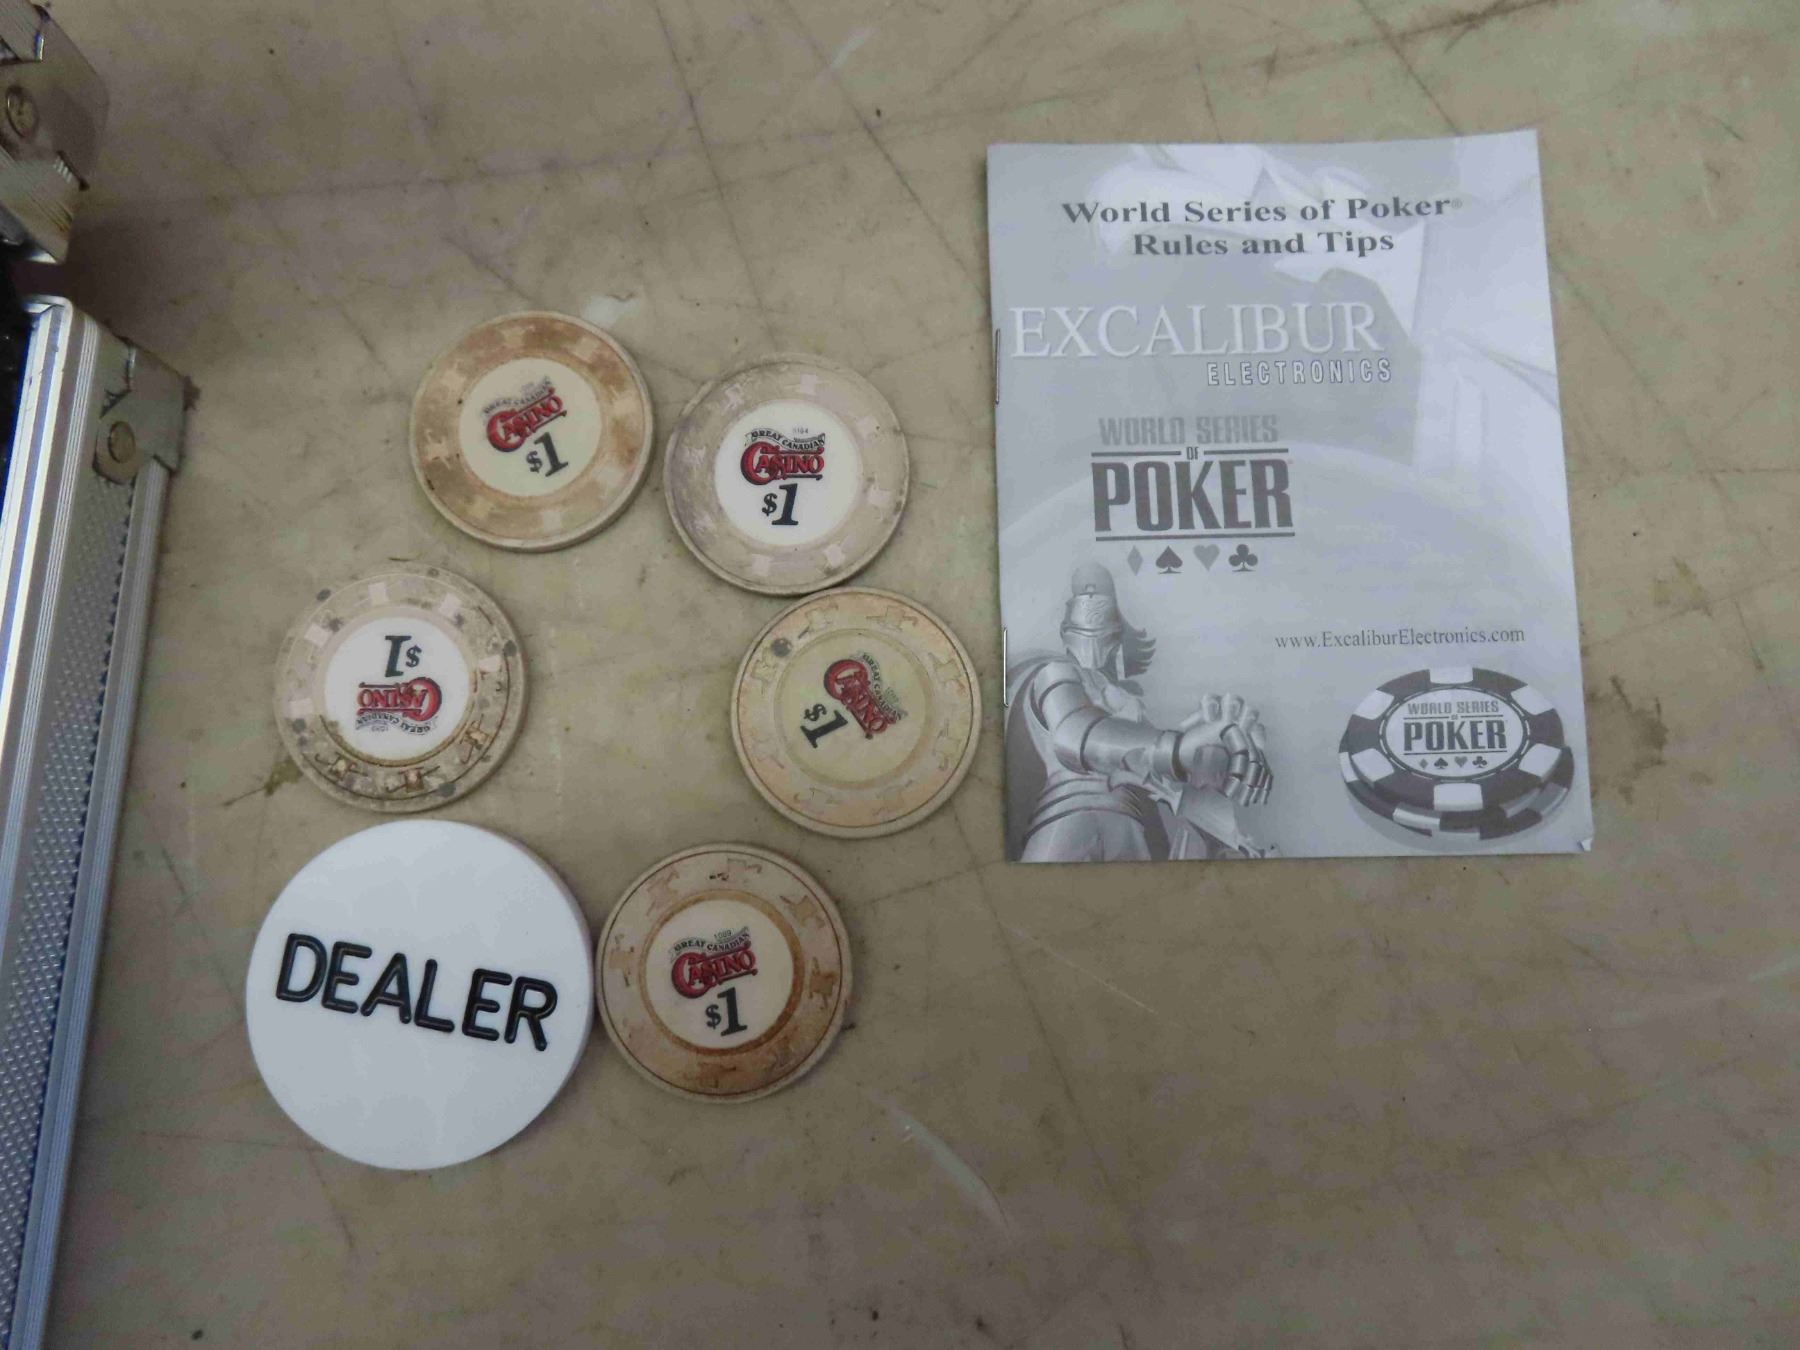 World Series of Poker®
Rules and Tips
EXCALIBUR
ELECTRONICS
WORLD SERIES
OF
POKER
www.ExcaliburElectronics.com
WORLD SERIES
OF
POKER
GREAT CANADIAN
CASINO
$1
GREAT CANADIAN
CASINO
$1
GREAT CANADIAN
CASINO
$1
GREAT CANADIAN
CASINO
$1
DEALER
GREAT CANADIAN
CASINO
$1